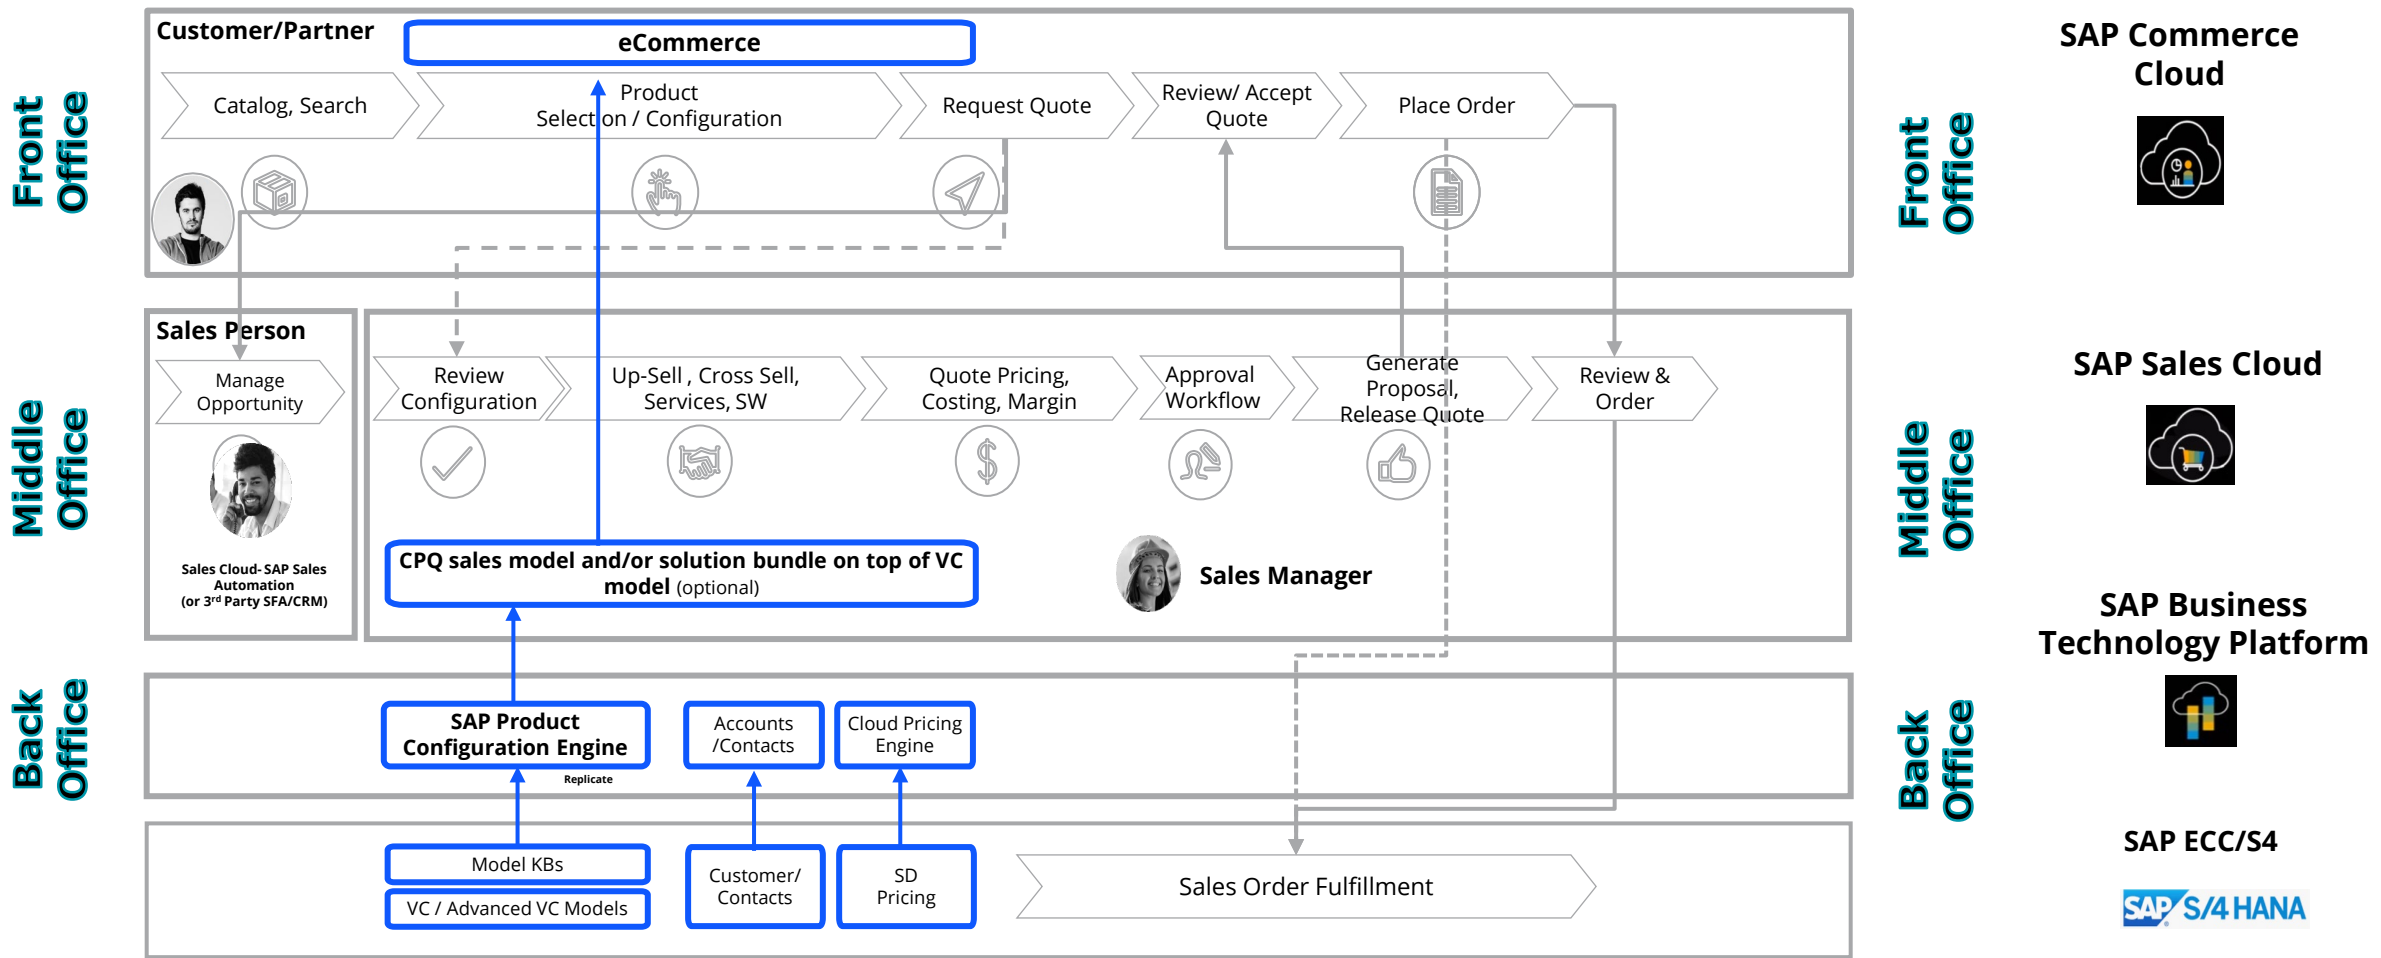 Customer/Partner
eCommerce
Catalog, Search
Product
Selection / Configuration
Request Quote
Review/ Accept
Quote
Place Order
Front
Office
Front
Office
SAP Commerce
Cloud
Sales Person
Manage
Opportunity
Sales Cloud- SAP Sales
Automation
(or 3rd Party SFA/CRM)
Review
Configuration
Up-Sell , Cross Sell,
Services, SW
Quote Pricing,
Costing, Margin
Approval
Workflow
Generate
Proposal,
Release Quote
Review &
Order
CPQ sales model and/or solution bundle on top of VC
model (optional)
Sales Manager
Middle
Office
Middle
Office
SAP Sales Cloud
SAP Business
Technology Platform
Back
Office
Back
Office
SAP Product
Configuration Engine
Replicate
Accounts
/Contacts
Cloud Pricing
Engine
Model KBs
VC / Advanced VC Models
Customer/
Contacts
SD
Pricing
Sales Order Fulfillment
SAP ECC/S4
SAP S/4HANA